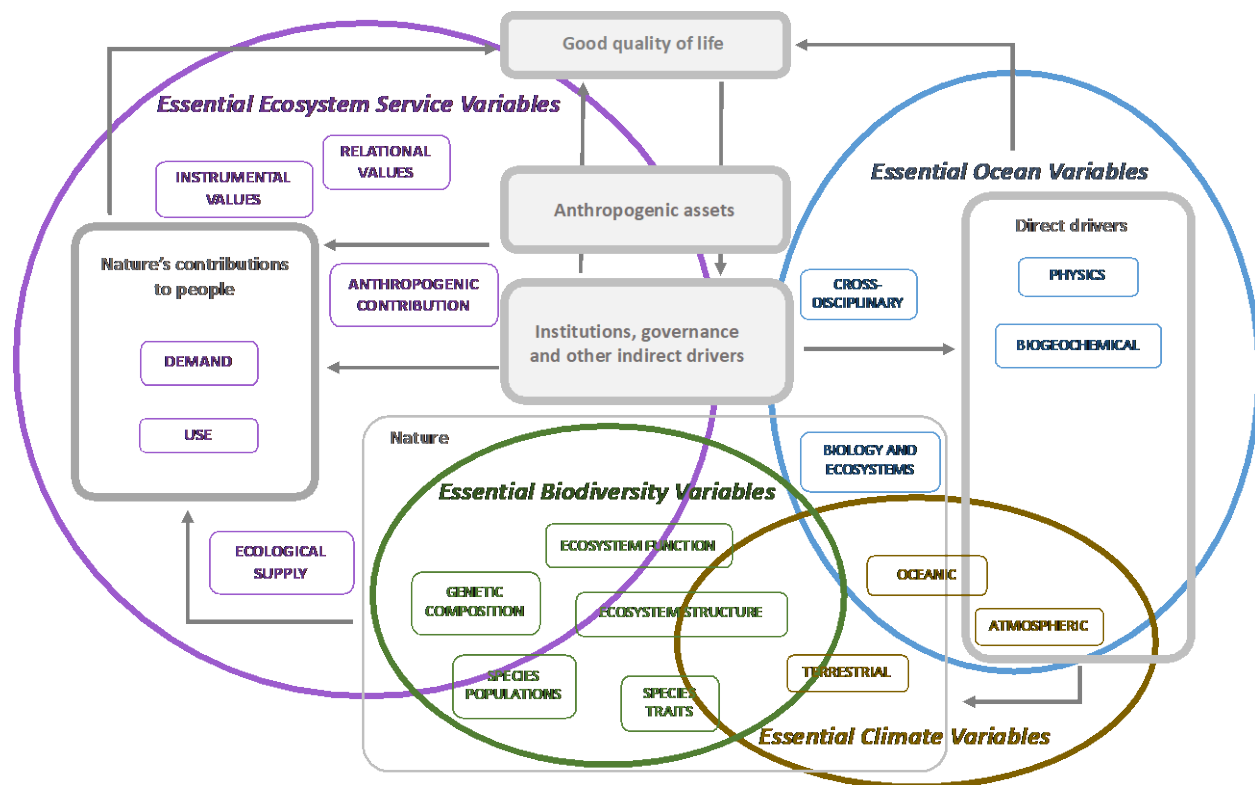 Good quality of life
Essential Ecosystem Service Variables
RELATIONAL
VALUES
INSTRUMENTAL
VALUES
Essential Ocean Variables
Anthropogenic assets
Direct drivers
Nature's contributions
to people
PHYSICS
ANTHROPOGENIC
CONTRIBUTION
CROSS-
DISCIPLINARY
Institutions, governance
and other indirect drivers
BIOGEOCHEMICAL
DEMAND
USE
Nature
BIOLOGY AND
ECOSYSTEMS
Essential Biodiversity Variables
ECOLOGICAL
SUPPLY
ECOSYSTEM FUNCTION
OCEANIC
GENETIC
COMPOSITION
ECOSYSTEM STRUCTURE
ATMOSPHERIC
SPECIES
POPULATIONS
SPECIES
TRAITS
TERRESTRIAL
Essential Climate Variables